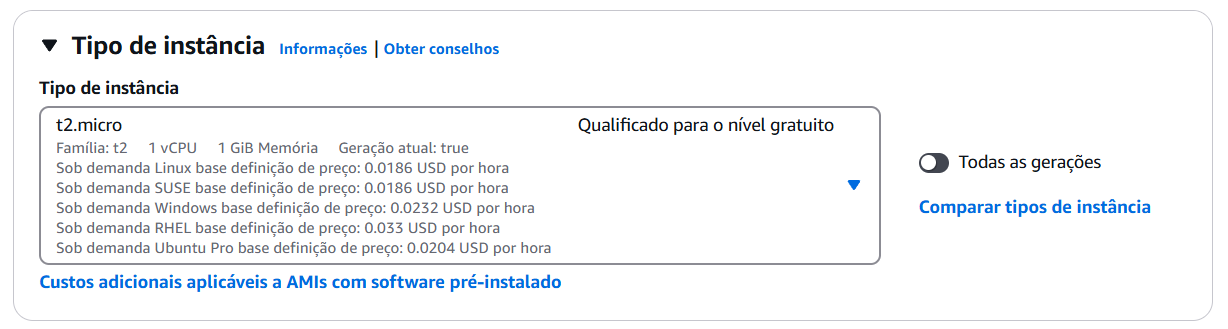 Tipo de instância Informações | Obter conselhos
Tipo de instância
t2.micro Qualificado para o nível gratuito
Família: t2 1 vCPU 1 GiB Memória Geração atual: true
Sob demanda Linux base definição de preço: 0.0186 USD por hora
Sob demanda SUSE base definição de preço: 0.0186 USD por hora
Sob demanda Windows base definição de preço: 0.0232 USD por hora
Sob demanda RHEL base definição de preço: 0.033 USD por hora
Sob demanda Ubuntu Pro base definição de preço: 0.0204 USD por hora
Todas as gerações
Comparar tipos de instância
Custos adicionais aplicáveis a AMIs com software pré-instalado